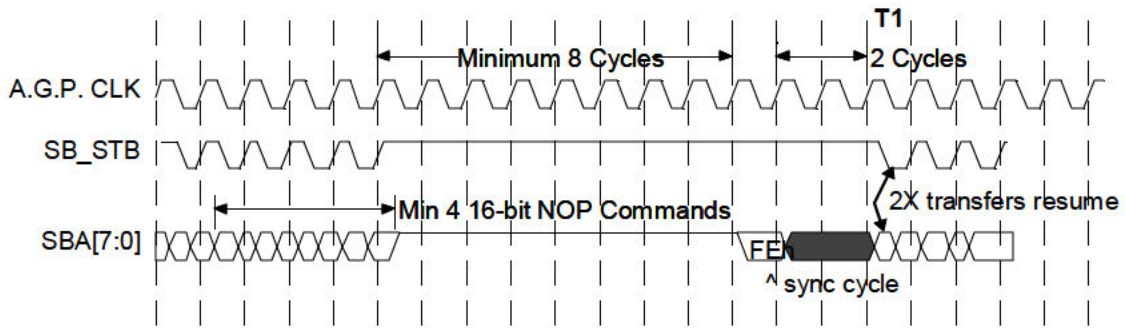 T1
Minimum 8 Cycles
2 Cycles
A.G.P. CLK
SB_STB
2X transfers resume
Min 4 16-bit NOP Commands
SBA[7:0]
FEh
^ sync cycle